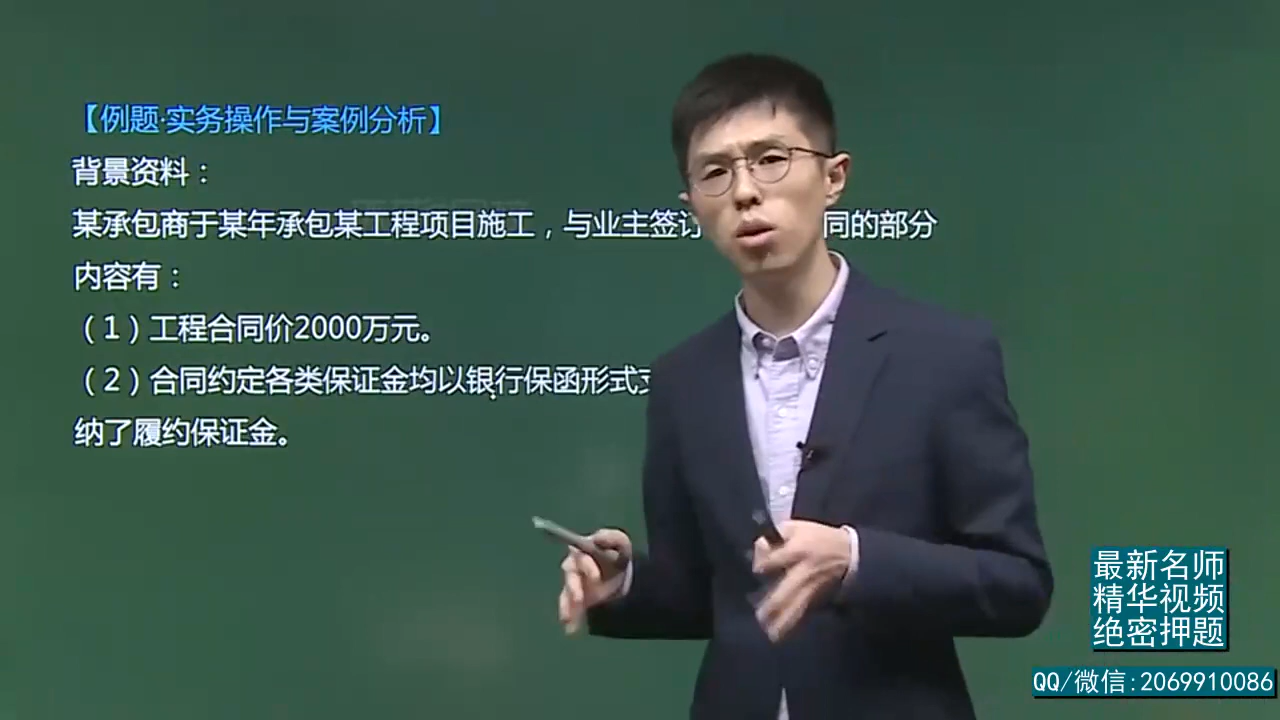 【例题·实务操作与案例分析】
背景资料：
某承包商于某年承包某工程项目施工，与业主签订 同的部分
内容有：
（1）工程合同价2000万元。
（2）合同约定各类保证金均以银行保函形式
纳了履约保证金。
最新名师
精华视频
绝密押题
QQ/微信:2069910086